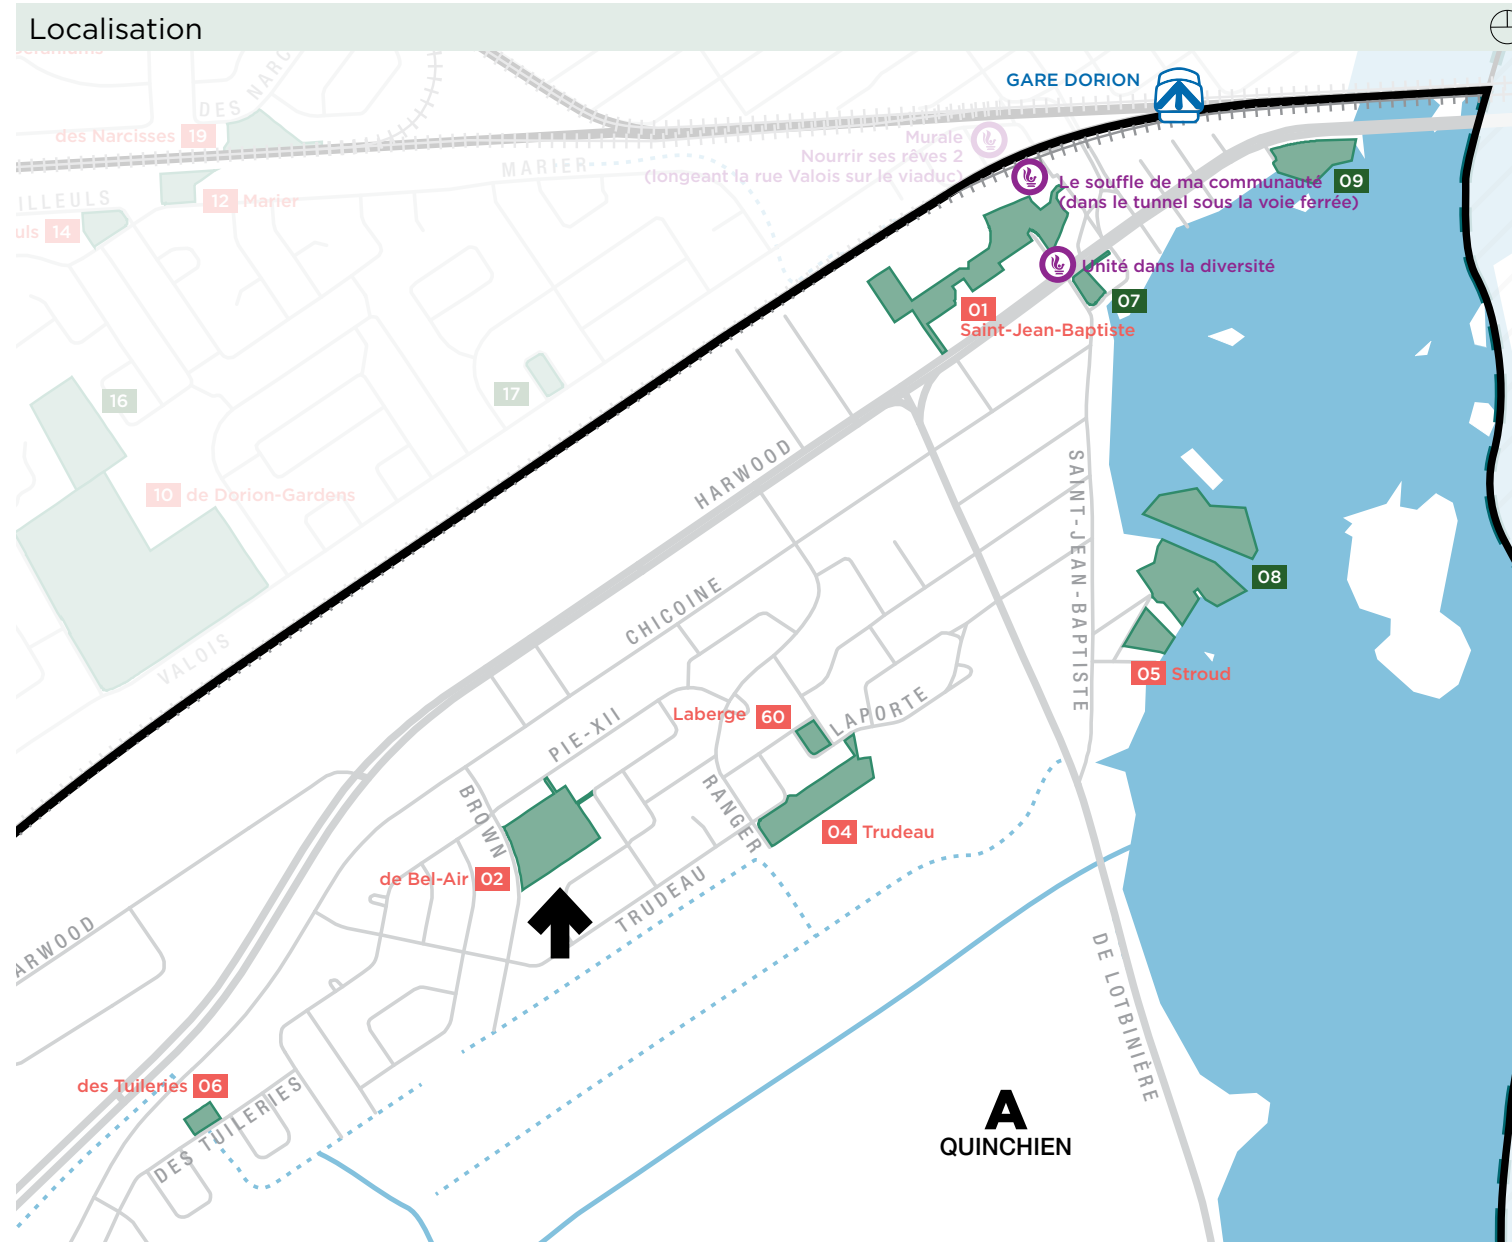 Localisation
GARE DORION
DES NARC
des Narcisses 19
Murale
Nourrir ses rêves 2
(longeant la rue Valois sur le viaduc)
MARIER
Le souffle de ma communauté
(dans le tunnel sous la voie ferrée)
09
ILLEULS
12 Marier
uls 14
Unité dans la diversité
07
01
Saint-Jean-Baptiste
17
16
HARWOOD
10 de Dorion-Gardens
SAINT-JEAN-BAPTISTE
CHICOINE
08
VALOIS
05 Stroud
LAPORTE
Laberge 60
PIE-XII
BROWN
RANGER
04 Trudeau
de Bel-Air 02
TRUDEAU
ARWOOD
DE LOTBINIÈRE
des Tuileries 06
DES TUILERIES
A
QUINCHIEN